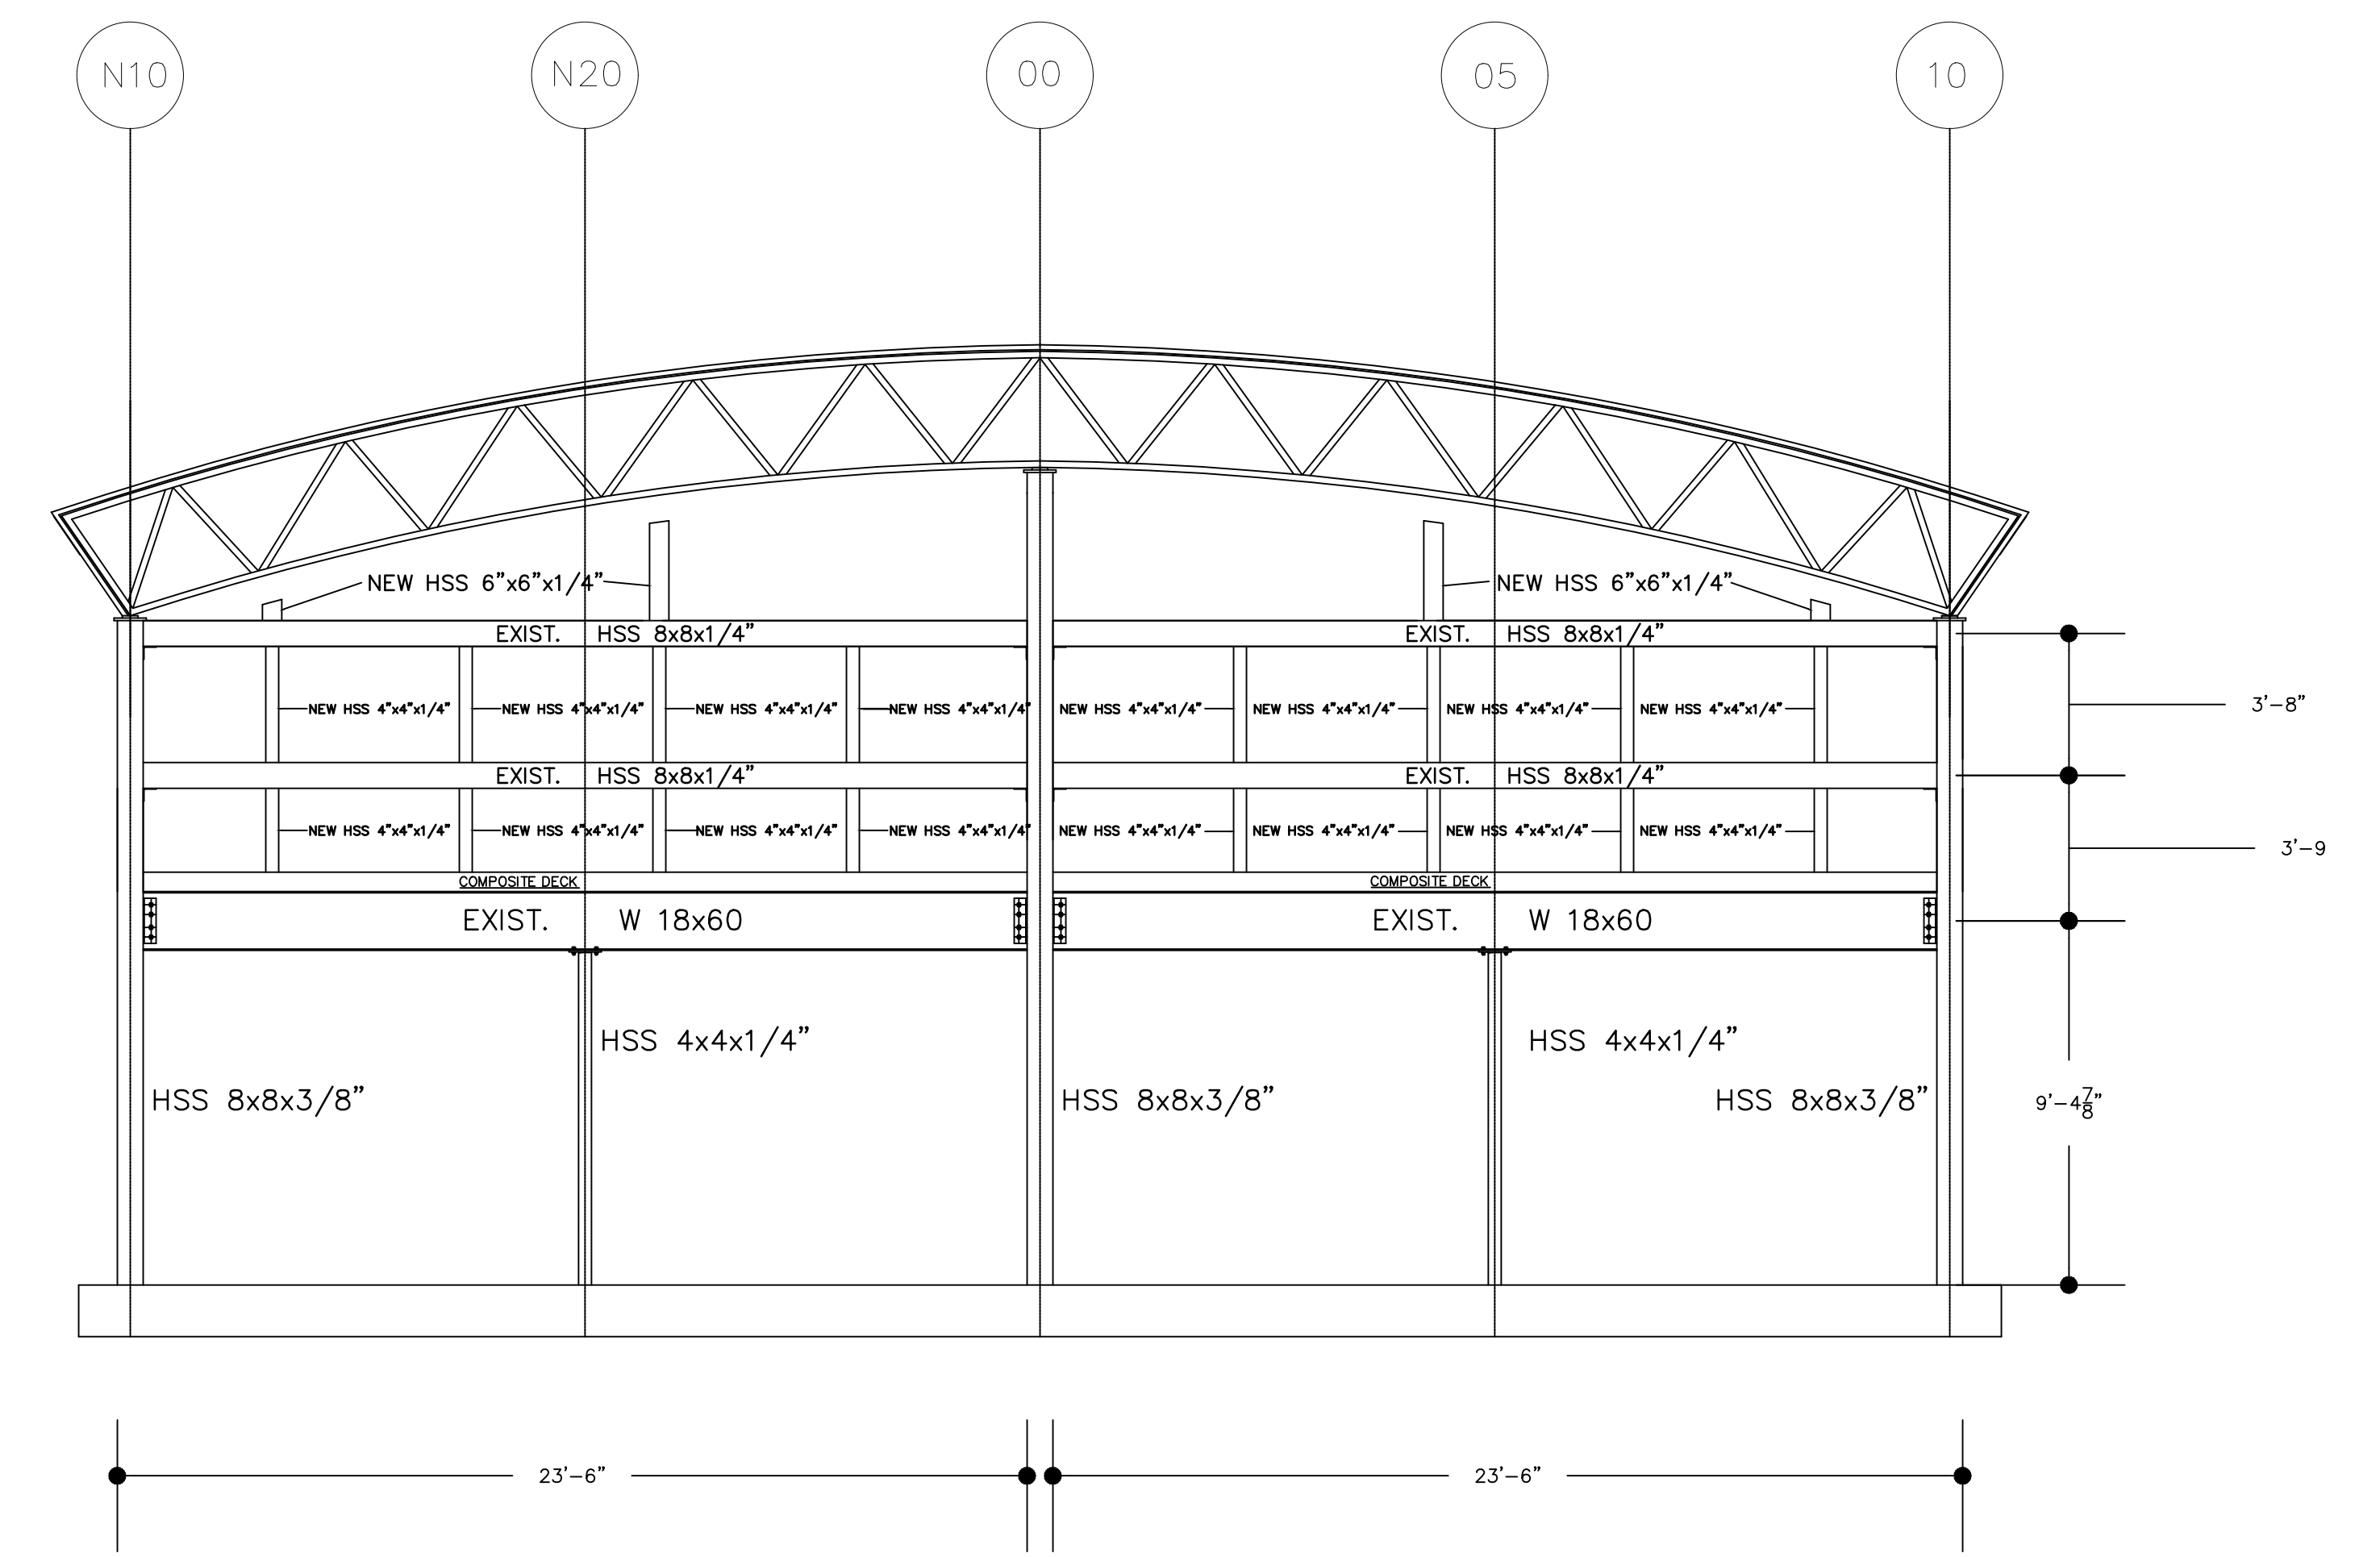 N10 N20 00 05 10
NEW HSS 6"x6"x1/4" NEW HSS 6"x6"x1/4"
EXIST. HSS 8x8x1/4" EXIST. HSS 8x8x1/4"
3'-8"
NEW HSS 4"x4"x1/4" NEW HSS 4"x4"x1/4" NEW HSS 4"x4"x1/4" NEW HSS 4"x4"x1/4" NEW HSS 4"x4"x1/4" NEW HSS 4"x4"x1/4" NEW HSS 4"x4"x1/4" NEW HSS 4"x4"x1/4"
EXIST. HSS 8x8x1/4" EXIST. HSS 8x8x1/4"
NEW HSS 4"x4"x1/4" NEW HSS 4"x4"x1/4" NEW HSS 4"x4"x1/4" NEW HSS 4"x4"x1/4" NEW HSS 4"x4"x1/4" NEW HSS 4"x4"x1/4" NEW HSS 4"x4"x1/4" NEW HSS 4"x4"x1/4"
3'-9
COMPOSITE DECK COMPOSITE DECK
EXIST. W 18x60 EXIST. W 18x60
HSS 4x4x1/4" HSS 4x4x1/4"
HSS 8x8x3/8" HSS 8x8x3/8" HSS 8x8x3/8" 9'-4 7/8"
23'-6" 23'-6"